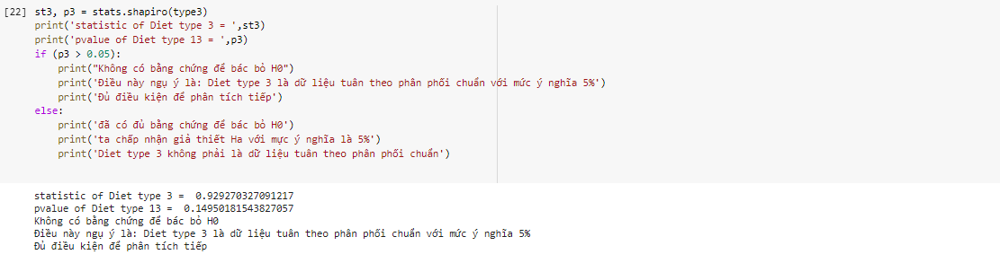 [22] st3, p3 = stats.shapiro(type3)
print('statistic of Diet type 3 = ',st3)
print('pvalue of Diet type 13 = ',p3)
if (p3 > 0.05):
    print("Không có bằng chứng để bác bỏ H0")
    print('Điều này ngụ ý là: Diet type 3 là dữ liệu tuân theo phân phối chuẩn với mức ý nghĩa 5%')
    print('Đủ điều kiện để phân tích tiếp')
else:
    print('đã có đủ bằng chứng để bác bỏ H0')
    print('ta chấp nhận giả thiết Ha với mực ý nghĩa là 5%')
    print('Diet type 3 không phải là dữ liệu tuân theo phân phối chuẩn')
statistic of Diet type 3 =  0.929270327091217
pvalue of Diet type 13 =  0.14950181543827057
Không có bằng chứng để bác bỏ H0
Điều này ngụ ý là: Diet type 3 là dữ liệu tuân theo phân phối chuẩn với mức ý nghĩa 5%
Đủ điều kiện để phân tích tiếp